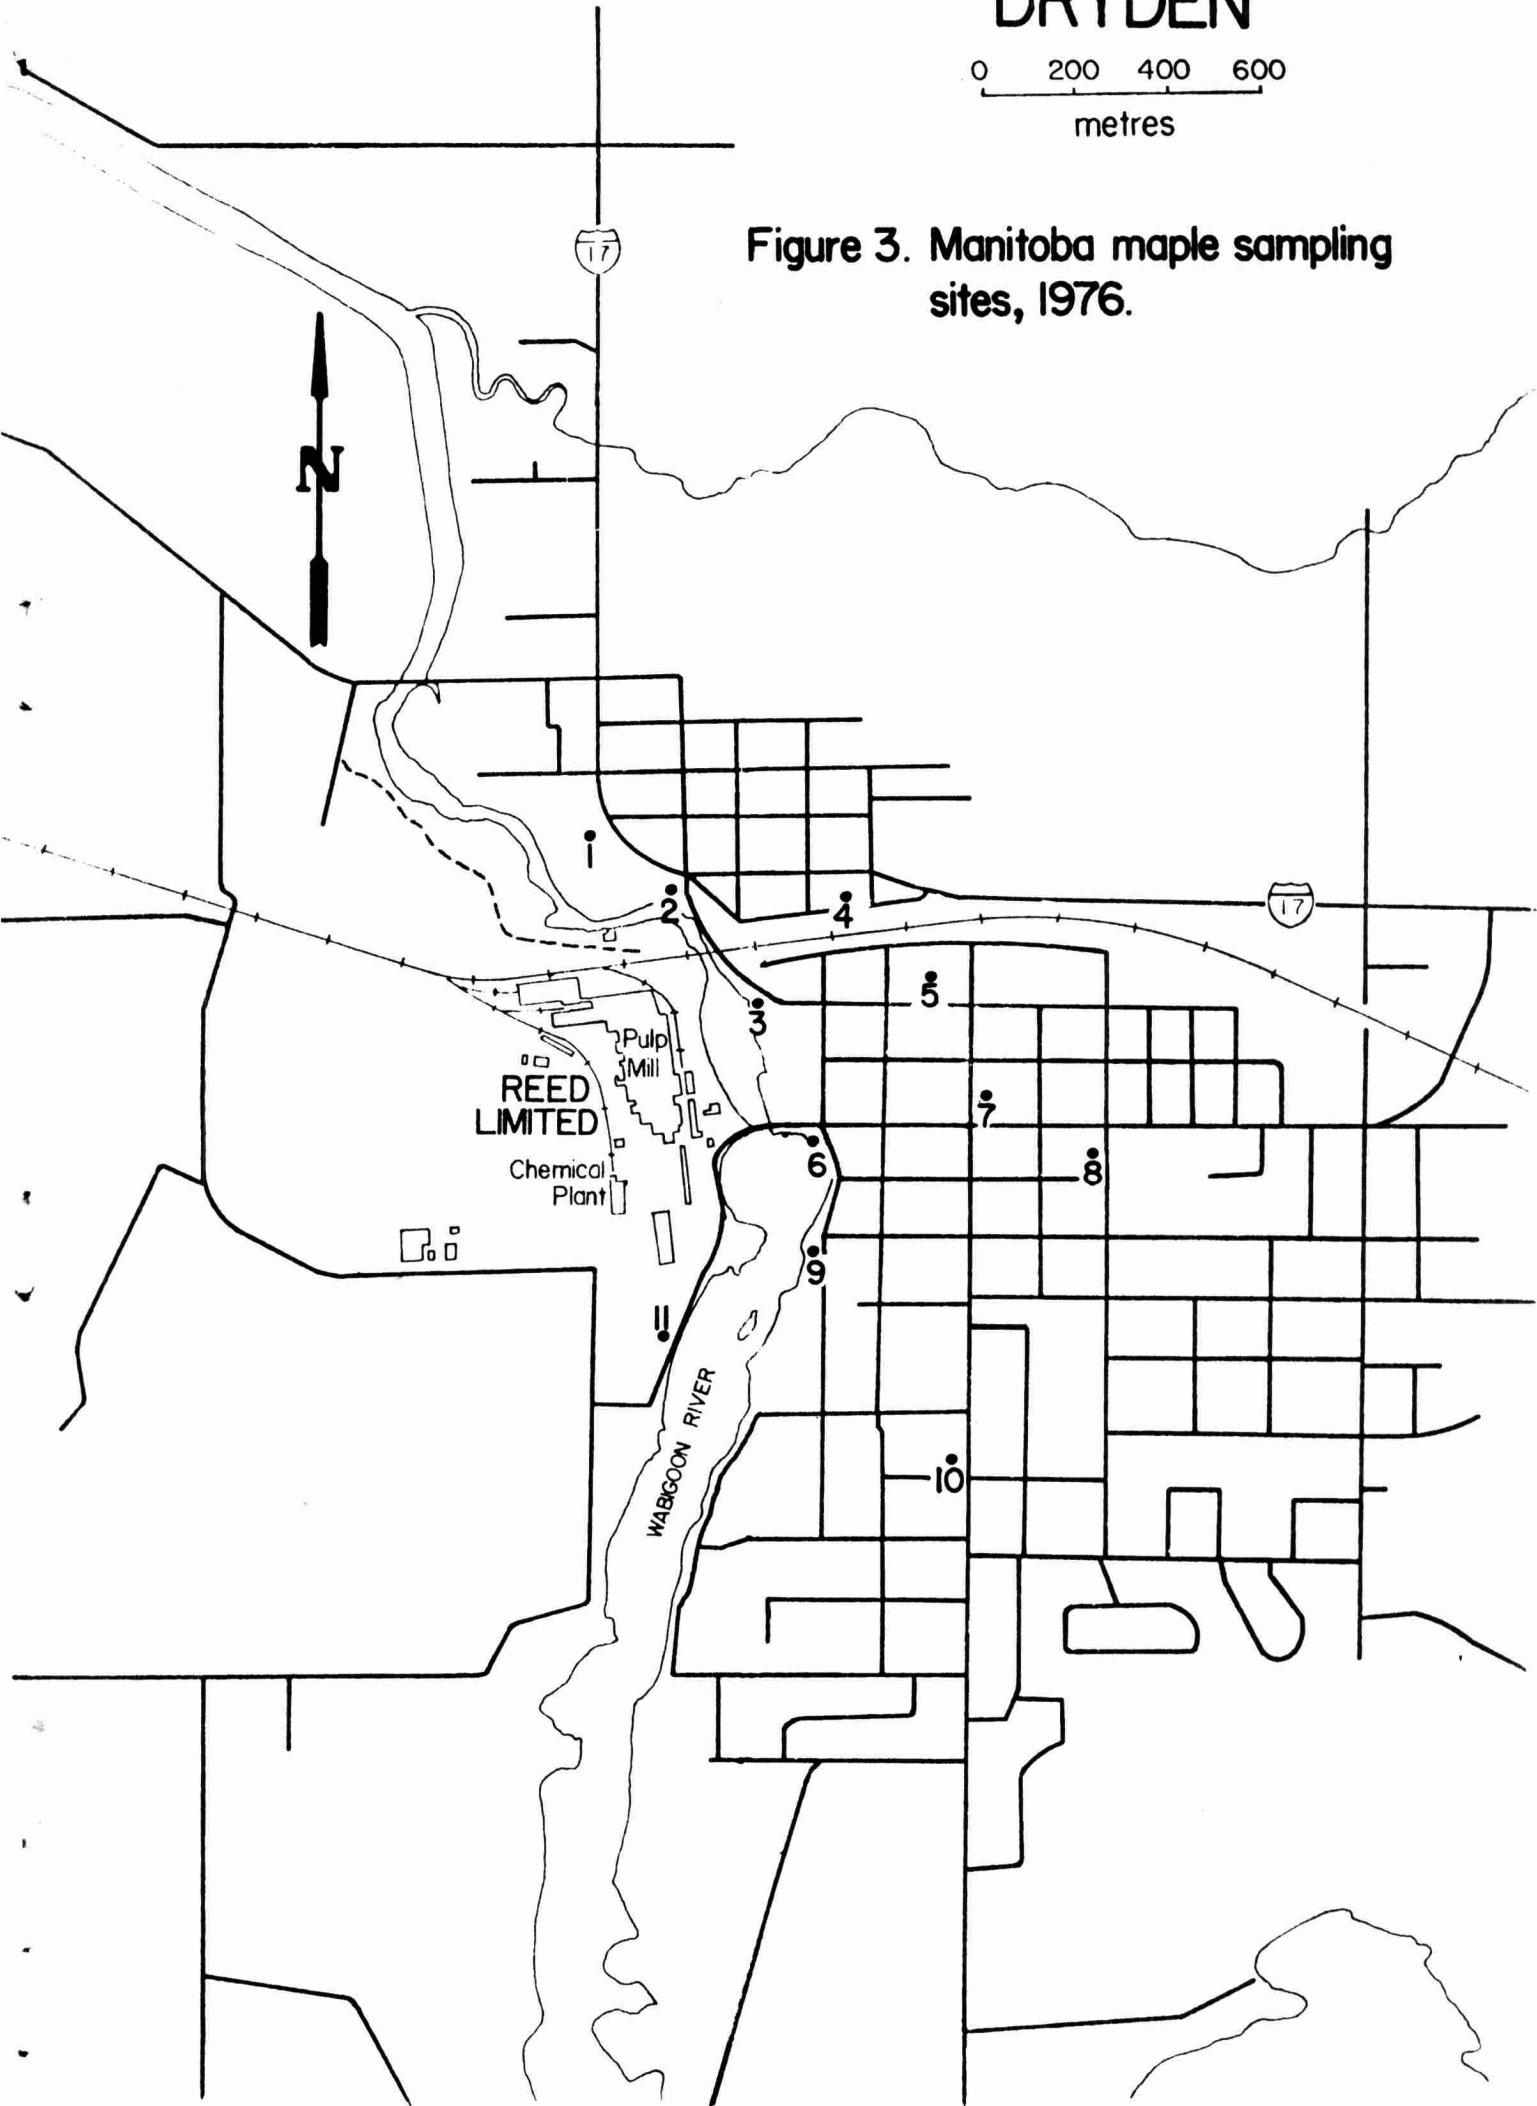 DRYDEN
0 200 400 600
metres
17
Figure 3. Manitoba maple sampling
sites, 1976.
N
1
2
4
17
5
3
Pulp
Mill
REED
LIMITED
7
6
8
Chemical
Plant
9
11
WABIGOON RIVER
10